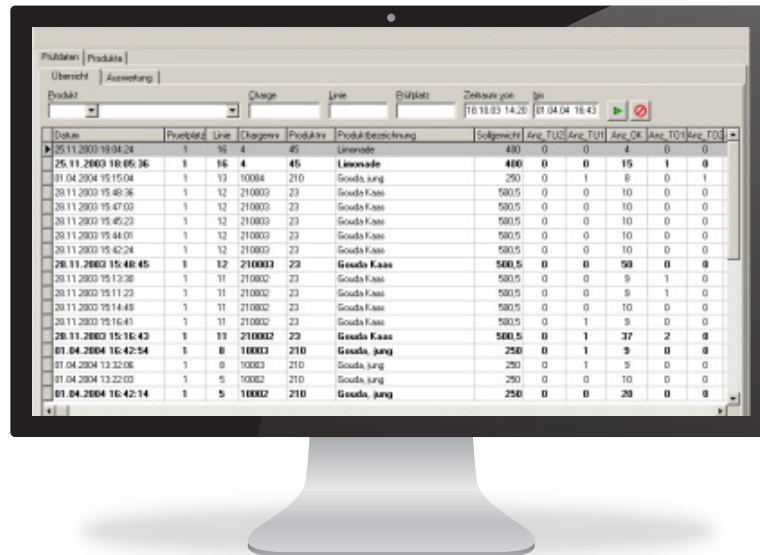 Prüfdaten Produkte
Übersicht Auswertung
Produkt Charge Linie Prüfplatz Zeitraum von bis
18.10.03 14:20 01.04.04 16:43
Datum Pruefplatz Linie Chargennr Produktnr Produktbezeichnung Sollgewicht Anz_TU2 Anz_TU1 Anz_OK Anz_TO1 Anz_TO2
25.11.2003 18:04:24 1 16 4 45 Limonade 400 0 0 4 0 0
25.11.2003 18:05:36 1 16 4 45 Limonade 400 0 0 15 1 0
01.04.2004 15:15:04 1 13 10004 210 Gouda, jung 250 0 1 8 0 1
28.11.2003 15:48:36 1 12 210003 23 Gouda Kaas 500,5 0 0 10 0 0
28.11.2003 15:47:03 1 12 210003 23 Gouda Kaas 500,5 0 0 10 0 0
28.11.2003 15:45:23 1 12 210003 23 Gouda Kaas 500,5 0 0 10 0 0
28.11.2003 15:44:01 1 12 210003 23 Gouda Kaas 500,5 0 0 10 0 0
28.11.2003 15:42:24 1 12 210003 23 Gouda Kaas 500,5 0 0 10 0 0
28.11.2003 15:48:45 1 12 210003 23 Gouda Kaas 500,5 0 0 50 0 0
28.11.2003 15:13:30 1 11 210002 23 Gouda Kaas 500,5 0 0 9 1 0
28.11.2003 15:11:23 1 11 210002 23 Gouda Kaas 500,5 0 0 9 1 0
28.11.2003 15:14:49 1 11 210002 23 Gouda Kaas 500,5 0 0 10 0 0
28.11.2003 15:16:41 1 11 210002 23 Gouda Kaas 500,5 0 1 9 0 0
28.11.2003 15:16:43 1 11 210002 23 Gouda Kaas 500,5 0 1 37 2 0
01.04.2004 16:42:54 1 8 10003 210 Gouda, jung 250 0 1 9 0 0
01.04.2004 13:32:06 1 8 10003 210 Gouda, jung 250 0 1 9 0 0
01.04.2004 13:22:03 1 5 10002 210 Gouda, jung 250 0 0 10 0 0
01.04.2004 16:42:14 1 5 10002 210 Gouda, jung 250 0 0 20 0 0